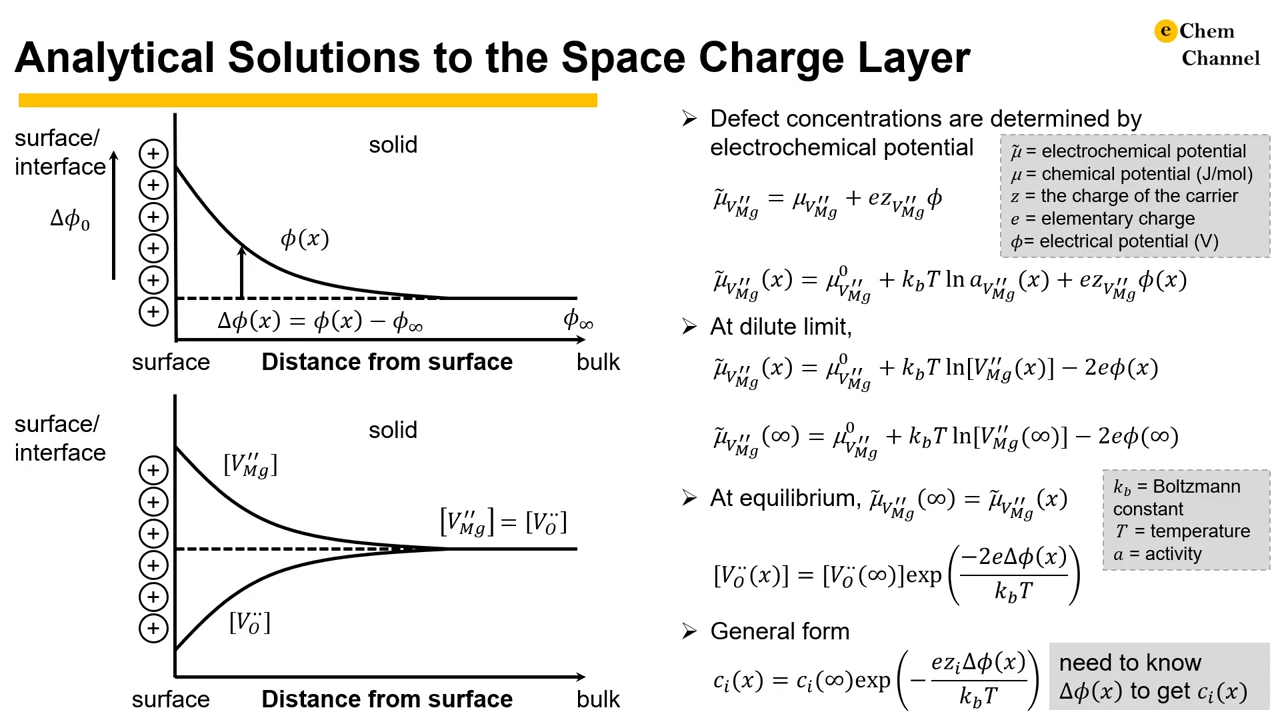 e Chem
Channel
Analytical Solutions to the Space Charge Layer
surface/
interface
solid
Δϕ₀
ϕ(x)
Δϕ(x) = ϕ(x) − ϕ∞
ϕ∞
surface
Distance from surface
bulk
surface/
interface
solid
[V″Mg]
[V″Mg] = [V··O]
[V··O]
surface
Distance from surface
bulk
➢ Defect concentrations are determined by
electrochemical potential
μ̃ = electrochemical potential
μ = chemical potential (J/mol)
z = the charge of the carrier
e = elementary charge
ϕ= electrical potential (V)
μ̃V″Mg = μV″Mg + ezV″Mgϕ
μ̃V″Mg(x) = μ⁰V″Mg + kbT ln aV″Mg(x) + ezV″Mgϕ(x)
➢ At dilute limit,
μ̃V″Mg(x) = μ⁰V″Mg + kbT ln[V″Mg(x)] − 2eϕ(x)
μ̃V″Mg(∞) = μ⁰V″Mg + kbT ln[V″Mg(∞)] − 2eϕ(∞)
➢ At equilibrium, μ̃V″Mg(∞) = μ̃V″Mg(x)
kb = Boltzmann
constant
T = temperature
a = activity
[V··O(x)] = [V··O(∞)]exp(−2eΔϕ(x)/kbT)
➢ General form
ci(x) = ci(∞)exp(−eziΔϕ(x)/kbT)
need to know
Δϕ(x) to get ci(x)